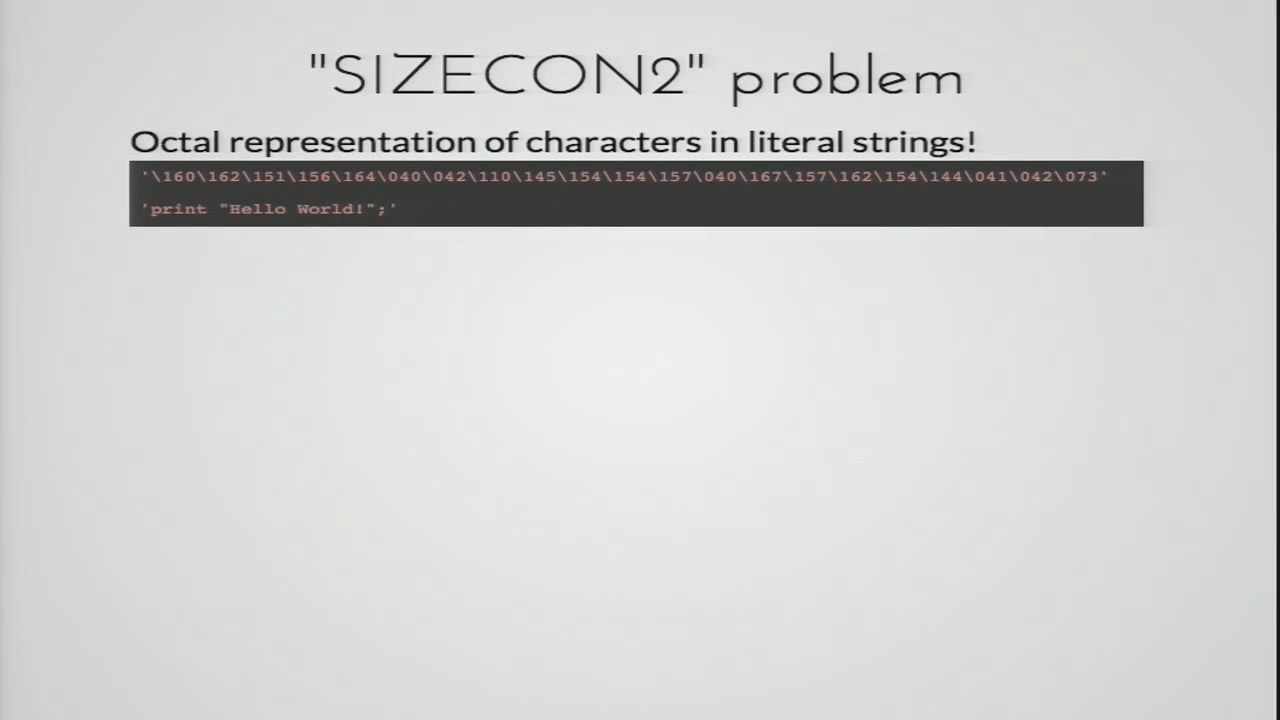 "SIZECON2" problem
Octal representation of characters in literal strings!
'\160\162\151\156\164\040\042\110\145\154\154\157\040\167\157\162\154\144\041\042\073'
'print "Hello World!";'